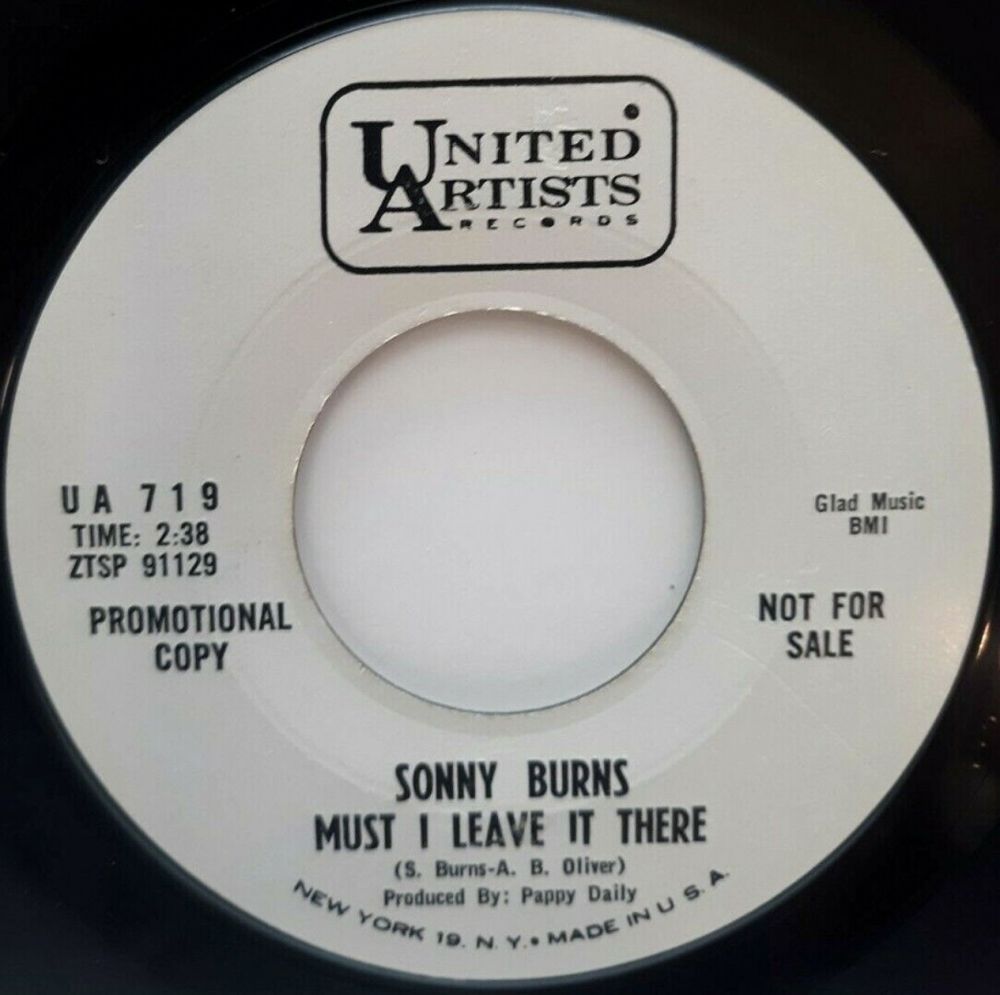 UNITED
ARTISTS
RECORDS
UA 719
TIME: 2:38
ZTSP 91129
PROMOTIONAL
COPY
Glad Music
BMI
NOT FOR
SALE
SONNY BURNS
MUST I LEAVE IT THERE
(S. Burns-A. B. Oliver)
Produced By: Pappy Daily
NEW YORK 19. N. Y. • MADE IN U S. A.